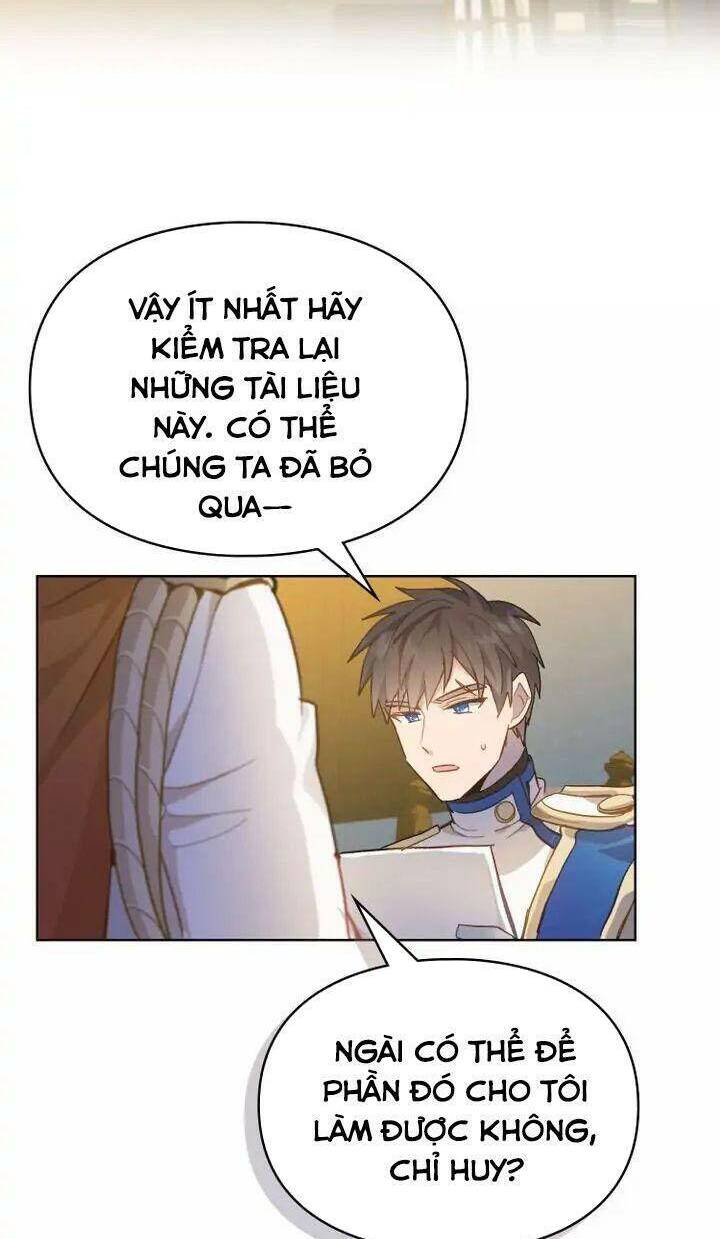 VẬY ÍT NHẤT HÃY
KIỂM TRA LẠI
NHỮNG TÀI LIỆU
NÀY. CÓ THỂ
CHÚNG TA ĐÃ BỎ
QUA—
NGÀI CÓ THỂ ĐỂ
PHẦN ĐÓ CHO TÔI
LÀM ĐƯỢC KHÔNG,
CHỈ HUY?